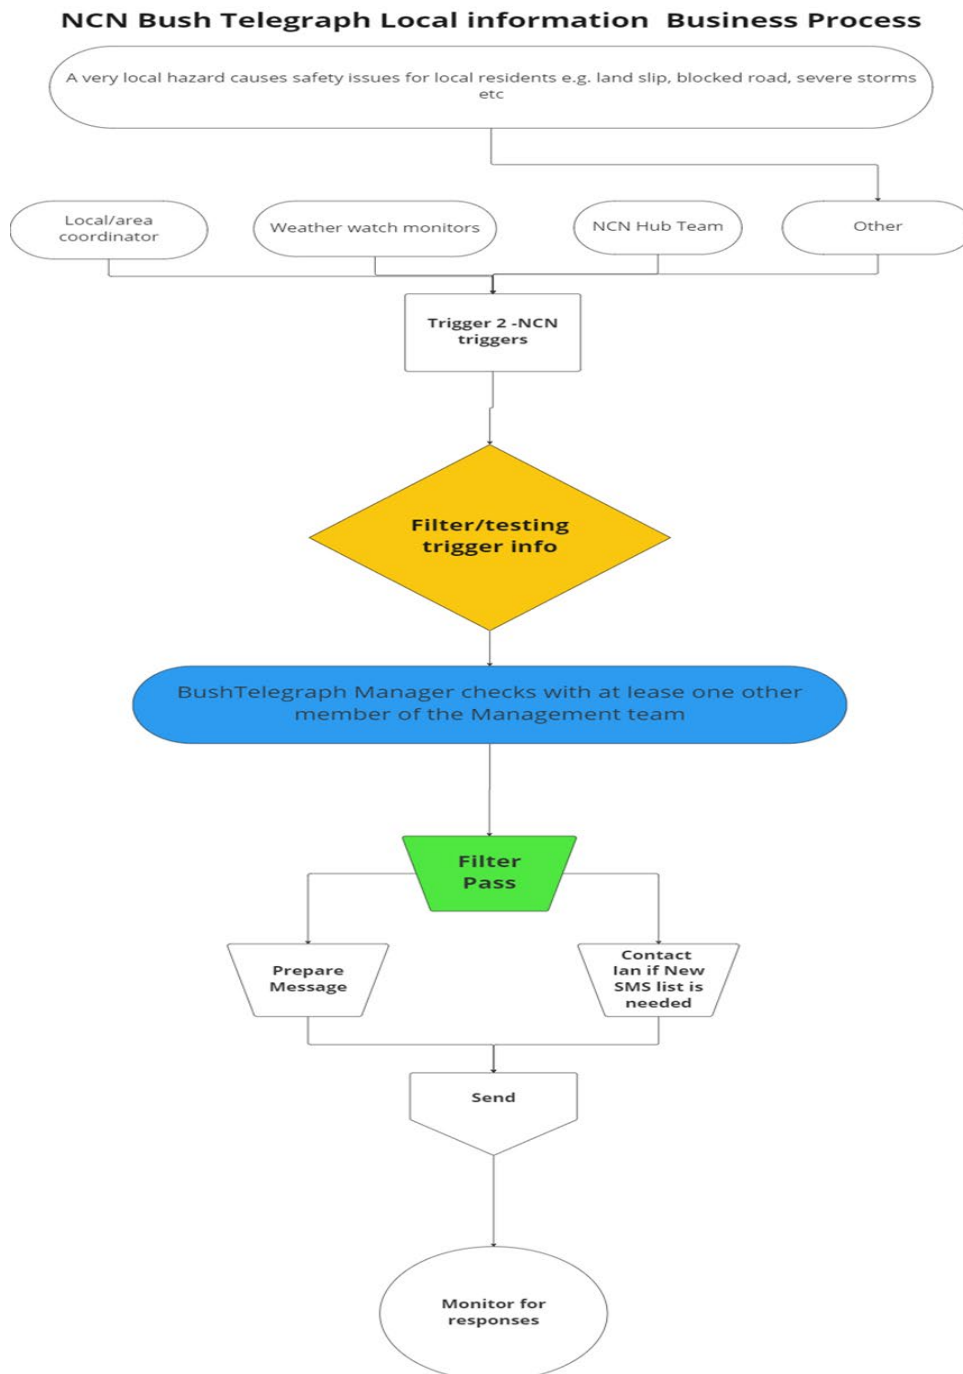 NCN Bush Telegraph Local information  Business Process
A very local hazard causes safety issues for local residents e.g. land slip, blocked road, severe storms
etc
Local/area
coordinator
Weather watch monitors
NCN Hub Team
Other
Trigger 2 -NCN
triggers
Filter/testing
trigger info
BushTelegraph Manager checks with at lease one other
member of the Management team
Filter
Pass
Prepare
Message
Contact
Ian if New
SMS list is
needed
Send
Monitor for
responses